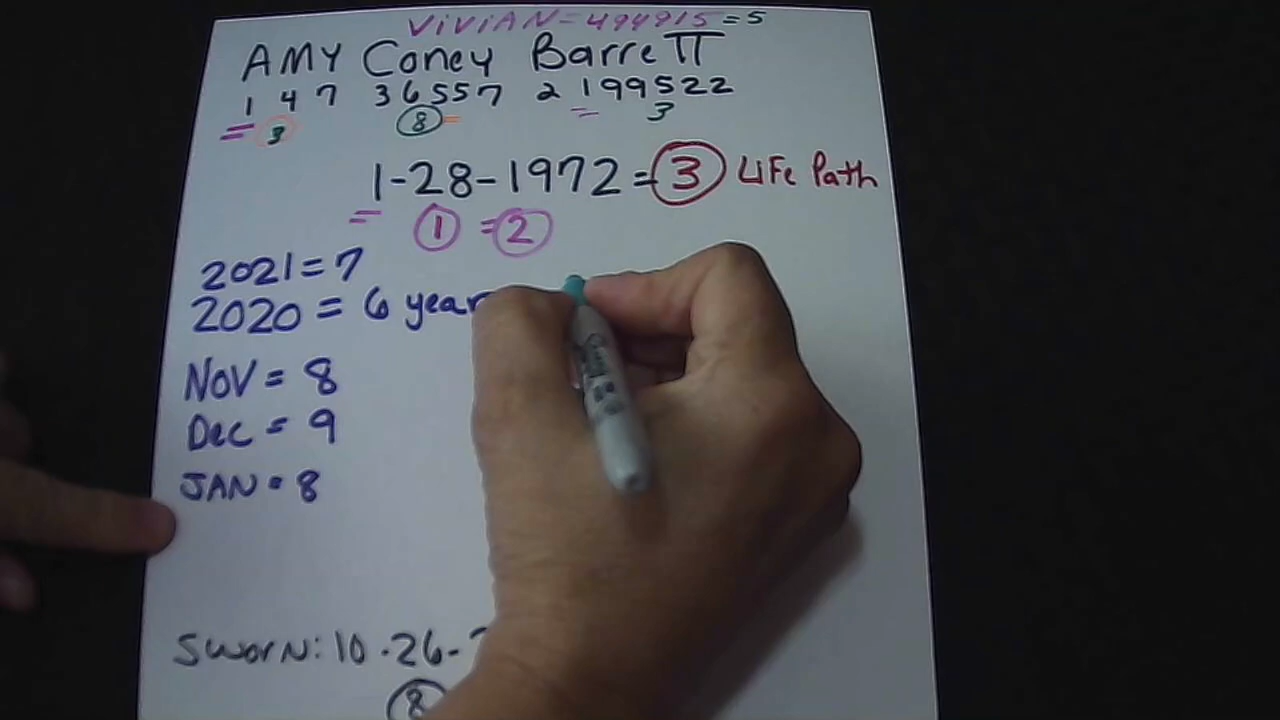 ViViAN = 494915 = 5
AMY Coney BarreTT
1 4 7 3 6 5 5 7 2 1 9 9 5 2 2
3 8 3
1-28-1972 = 3 LiFe Path
1 = 2
2021 = 7
2020 = 6 year
Nov = 8
Dec = 9
JAN = 8
SworN: 10-26-
8